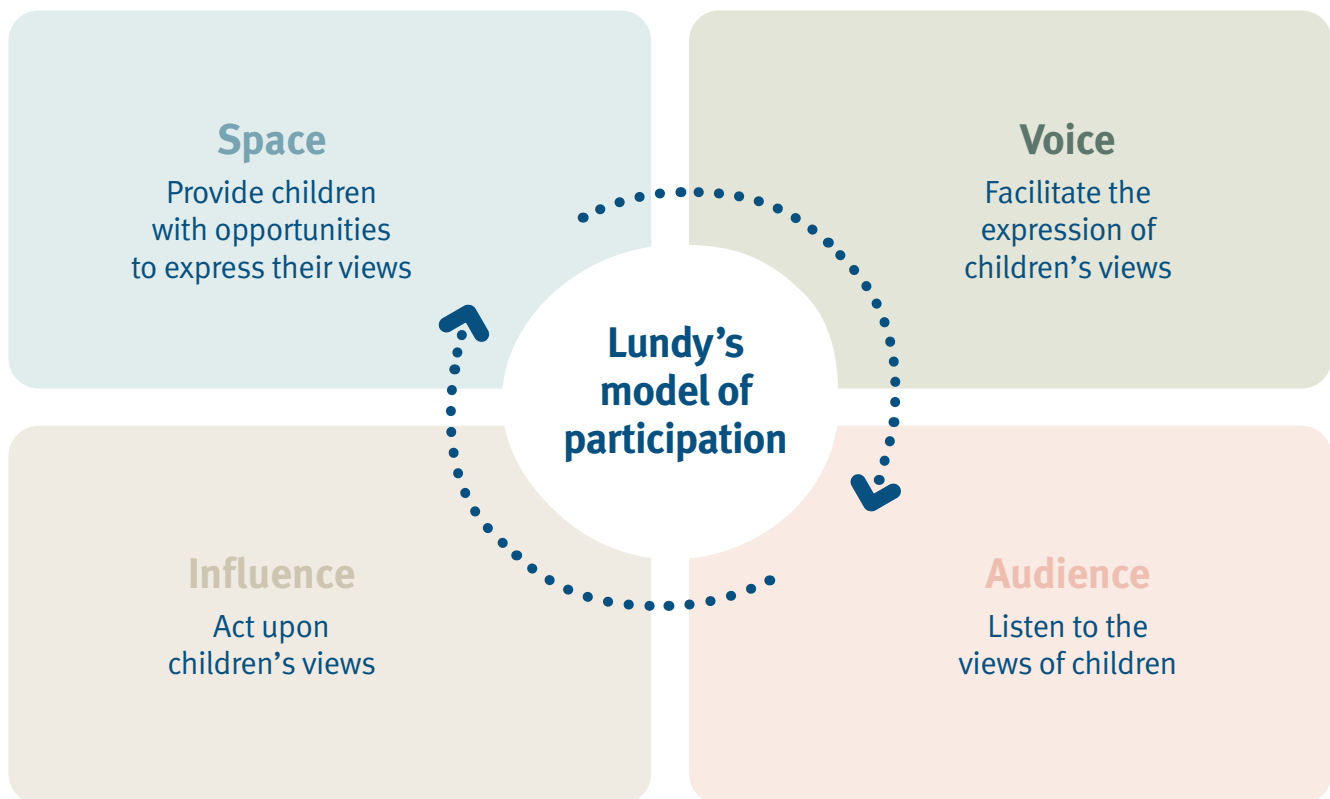 Space
Provide children
with opportunities
to express their views
Voice
Facilitate the
expression of
children’s views
Lundy’s
model of
participation
Influence
Act upon
children’s views
Audience
Listen to the
views of children